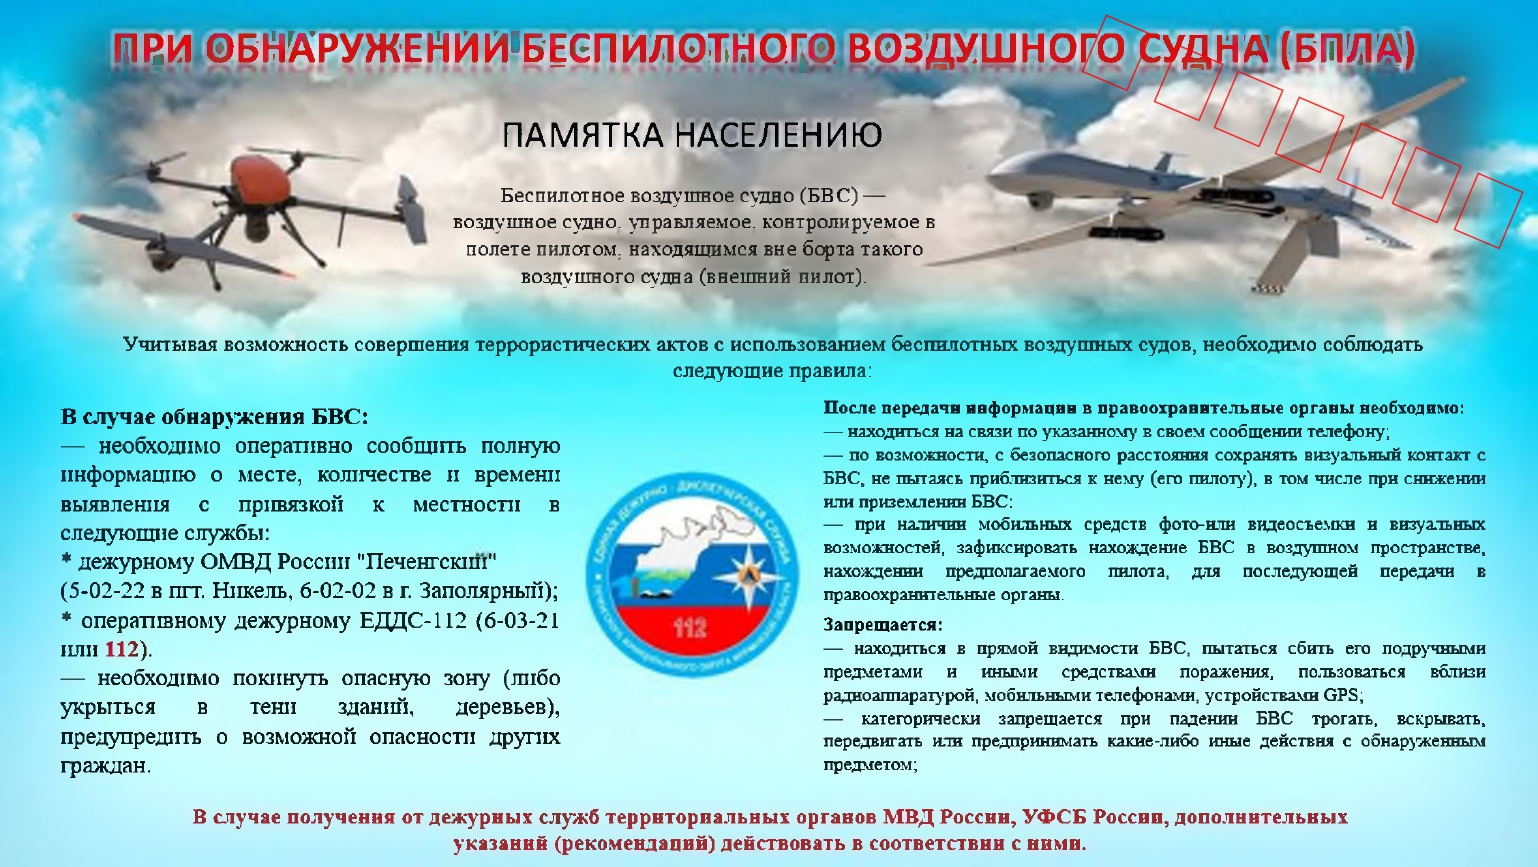 ПРИ ОБНАРУЖЕНИИ БЕСПИЛОТНОГО ВОЗДУШНОГО СУДНА (БПЛА)
ПАМЯТКА НАСЕЛЕНИЮ
Беспилотное воздушное судно (БВС) —
воздушное судно, управляемое, контролируемое в
полете пилотом, находящимся вне борта такого
воздушного судна (внешний пилот).
Учитывая возможность совершения террористических актов с использованием беспилотных воздушных судов, необходимо соблюдать
следующие правила:
В случае обнаружения БВС:
— необходимо оперативно сообщить полную
информацию о месте, количестве и времени
выявления с привязкой к местности в
следующие службы:
* дежурному ОМВД России "Печенгский"
(5-02-22 в пгт. Никель, 6-02-02 в г. Заполярный);
* оперативному дежурному ЕДДС-112 (6-03-21
или 112).
— необходимо покинуть опасную зону (либо
укрыться в тени зданий, деревьев),
предупредить о возможной опасности других
граждан.
ЕДИНАЯ ДЕЖУРНО - ДИСПЕТЧЕРСКАЯ СЛУЖБА
112
После передачи информации в правоохранительные органы необходимо:
— находиться на связи по указанному в своем сообщении телефону;
— по возможности, с безопасного расстояния сохранять визуальный контакт с
БВС, не пытаясь приблизиться к нему (его пилоту), в том числе при снижении
или приземлении БВС:
— при наличии мобильных средств фото-или видеосъемки и визуальных
возможностей, зафиксировать нахождение БВС в воздушном пространстве,
нахождении предполагаемого пилота, для последующей передачи в
правоохранительные органы.
Запрещается:
— находиться в прямой видимости БВС, пытаться сбить его подручными
предметами и иными средствами поражения, пользоваться вблизи
радиоаппаратурой, мобильными телефонами, устройствами GPS;
— категорически запрещается при падении БВС трогать, вскрывать,
передвигать или предпринимать какие-либо иные действия с обнаруженным
предметом;
В случае получения от дежурных служб территориальных органов МВД России, УФСБ России, дополнительных
указаний (рекомендаций) действовать в соответствии с ними.